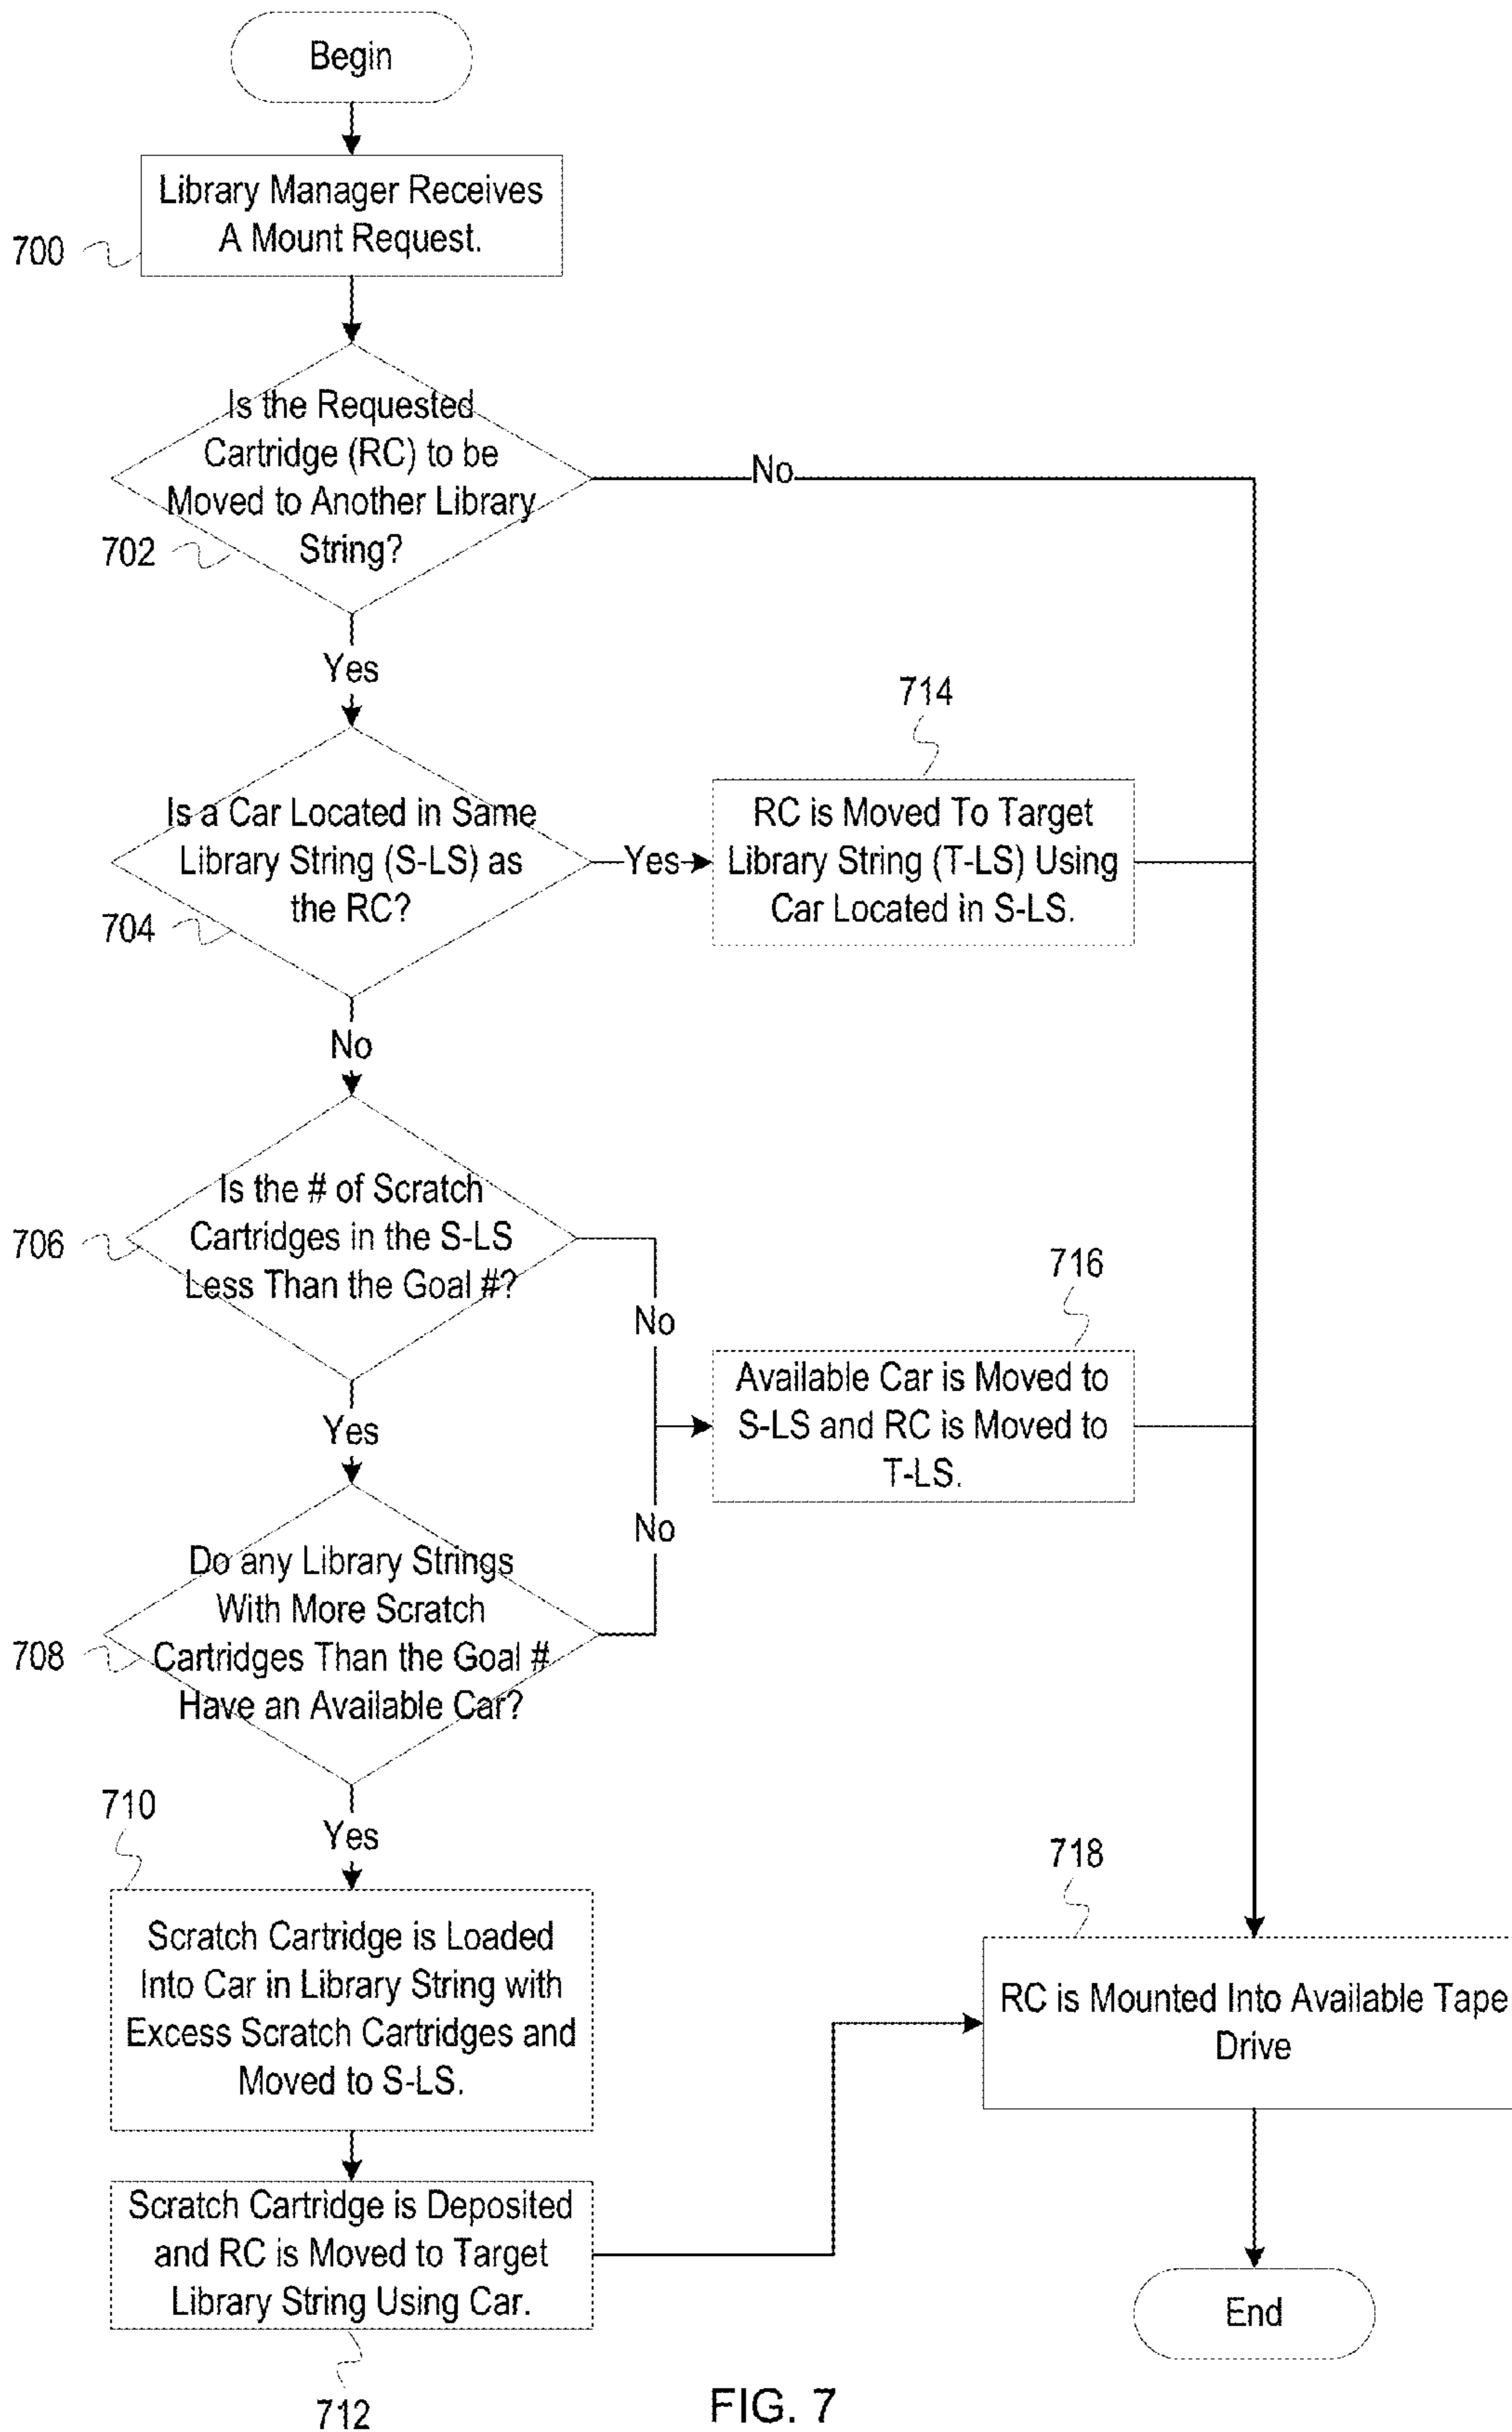 Begin
Library Manager Receives
A Mount Request.
700
Is the Requested
Cartridge (RC) to be
Moved to Another Library
String?
702
No
Yes
714
Is a Car Located in Same
Library String (S-LS) as
the RC?
704
Yes
RC is Moved To Target
Library String (T-LS) Using
Car Located in S-LS.
No
Is the # of Scratch
Cartridges in the S-LS
Less Than the Goal #?
706
No
716
Available Car is Moved to
S-LS and RC is Moved to
T-LS.
Yes
No
Do any Library Strings
With More Scratch
Cartridges Than the Goal #
Have an Available Car?
708
Yes
710
Scratch Cartridge is Loaded
Into Car in Library String with
Excess Scratch Cartridges and
Moved to S-LS.
718
RC is Mounted Into Available Tape
Drive
Scratch Cartridge is Deposited
and RC is Moved to Target
Library String Using Car.
712
End
FIG. 7